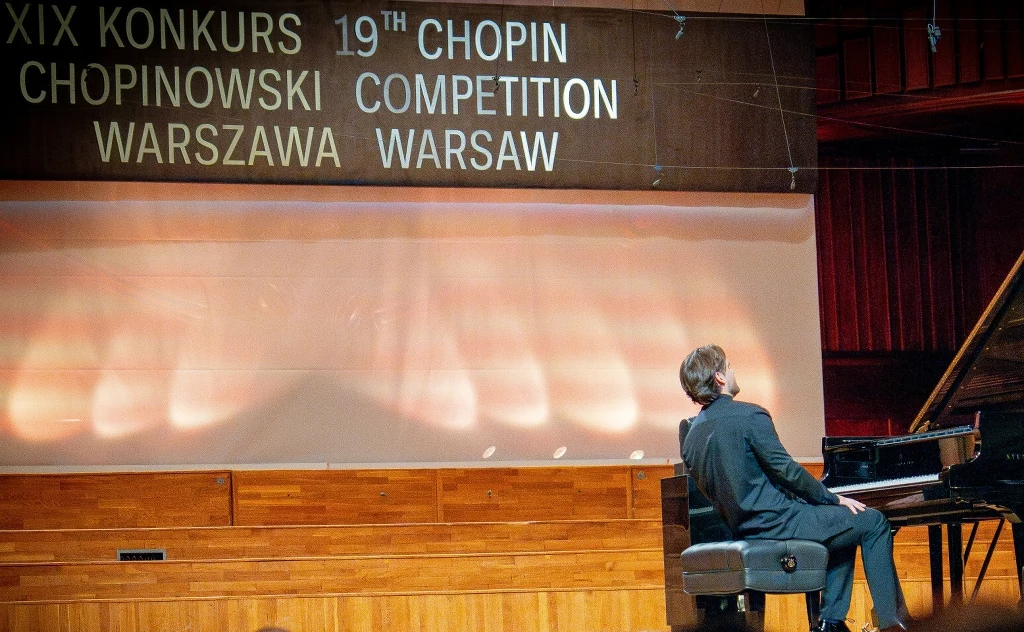 XIX KONKURS 19TH CHOPIN
CHOPINOWSKI COMPETITION
WARSZAWA WARSAW